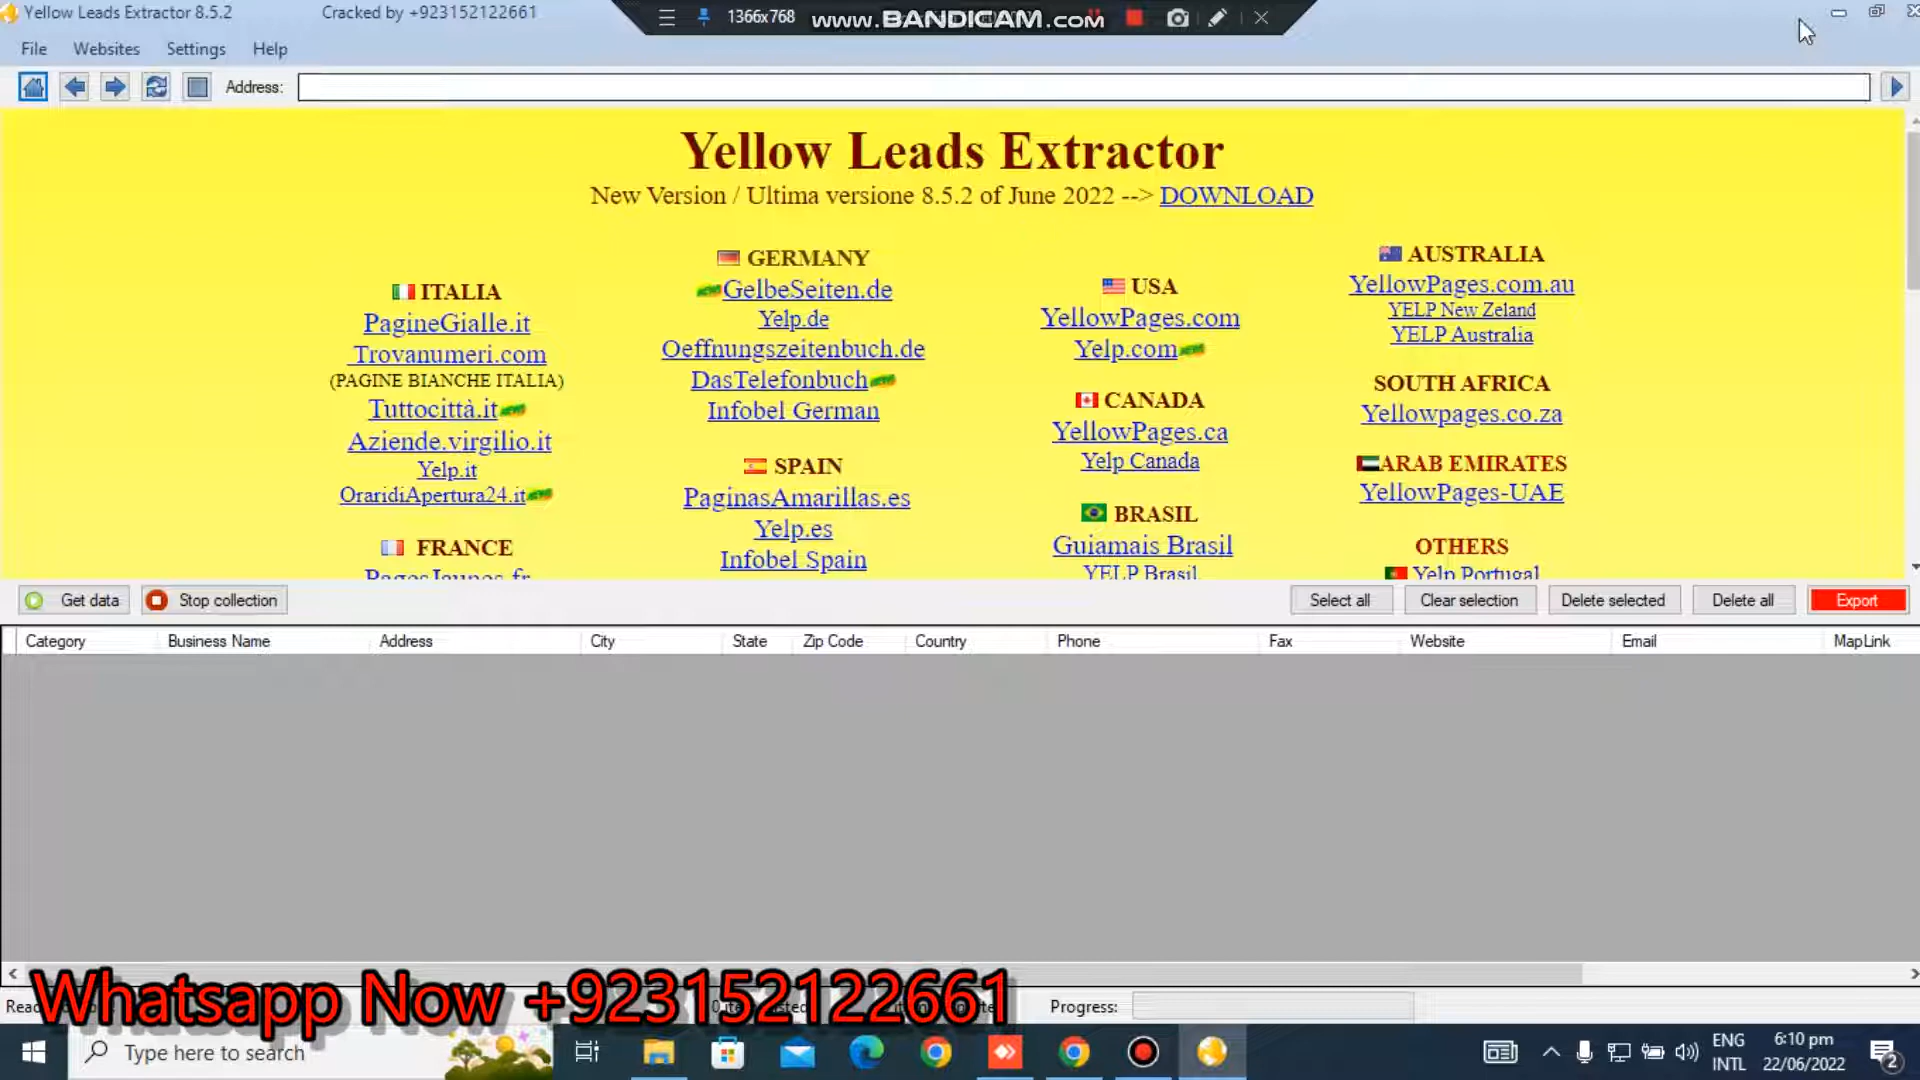 Yellow Leads Extractor 8.5.2 Cracked by +923152122661
1366x768 www.BANDICAM.com
File Websites Settings Help
Address:
Yellow Leads Extractor
New Version / Ultima versione 8.5.2 of June 2022 --> DOWNLOAD
ITALIA
PagineGialle.it
Trovanumeri.com
(PAGINE BIANCHE ITALIA)
Tuttocittà.it
Aziende.virgilio.it
Yelp.it
OraridiApertura24.it
FRANCE
PagesJaunes.fr
GERMANY
GelbeSeiten.de
Yelp.de
Oeffnungszeitenbuch.de
DasTelefonbuch
Infobel German
SPAIN
PaginasAmarillas.es
Yelp.es
Infobel Spain
USA
YellowPages.com
Yelp.com
CANADA
YellowPages.ca
Yelp Canada
BRASIL
Guiamais Brasil
YELP Brasil
AUSTRALIA
YellowPages.com.au
YELP New Zeland
YELP Australia
SOUTH AFRICA
Yellowpages.co.za
ARAB EMIRATES
YellowPages-UAE
OTHERS
Yelp Portugal
Get data Stop collection Select all Clear selection Delete selected Delete all Export
Category Business Name Address City State Zip Code Country Phone Fax Website Email MapLink
Whatsapp Now +923152122661
Progress:
Type here to search
ENG
INTL
6:10 pm
22/06/2022
2